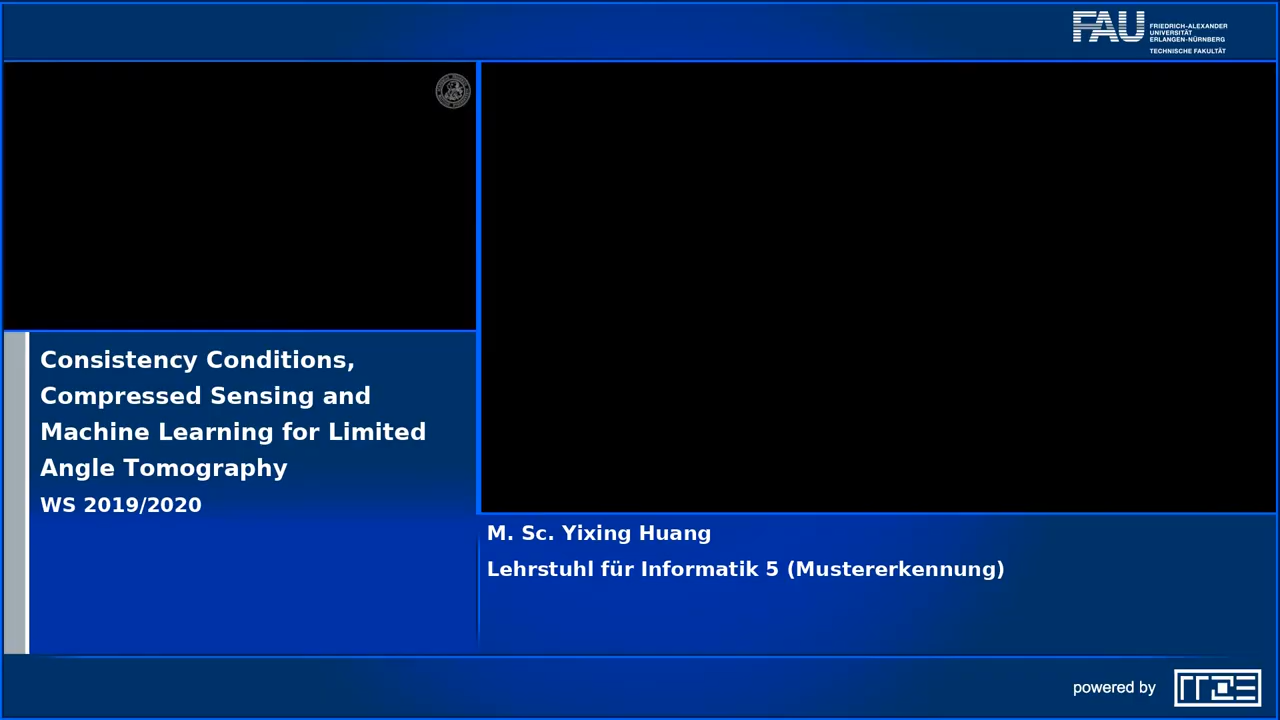 FAU
FRIEDRICH-ALEXANDER
UNIVERSITÄT
ERLANGEN-NÜRNBERG
TECHNISCHE FAKULTÄT
Consistency Conditions,
Compressed Sensing and
Machine Learning for Limited
Angle Tomography
WS 2019/2020
M. Sc. Yixing Huang
Lehrstuhl für Informatik 5 (Mustererkennung)
powered by